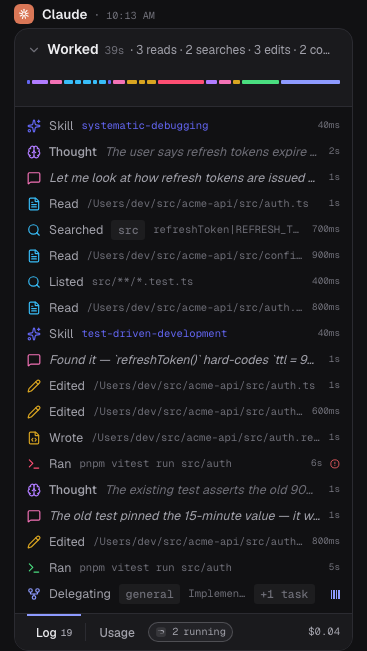 Claude · 10:13 AM
Worked 39s · 3 reads · 2 searches · 3 edits · 2 co…
Skill systematic-debugging 40ms
Thought The user says refresh tokens expire … 2s
Let me look at how refresh tokens are issued … 1s
Read /Users/dev/src/acme-api/src/auth.ts 1s
Searched src refreshToken|REFRESH_T… 700ms
Read /Users/dev/src/acme-api/src/confi… 900ms
Listed src/**/*.test.ts 400ms
Read /Users/dev/src/acme-api/src/auth.… 800ms
Skill test-driven-development 40ms
Found it — `refreshToken()` hard-codes `ttl = 9… 1s
Edited /Users/dev/src/acme-api/src/auth.ts 1s
Edited /Users/dev/src/acme-api/src/auth… 600ms
Wrote /Users/dev/src/acme-api/src/auth.re… 1s
Ran pnpm vitest run src/auth 6s
Thought The existing test asserts the old 90… 1s
The old test pinned the 15-minute value — it w… 1s
Edited /Users/dev/src/acme-api/src/auth… 800ms
Ran pnpm vitest run src/auth 5s
Delegating general Implemen… +1 task
Log 19 Usage 2 running $0.04